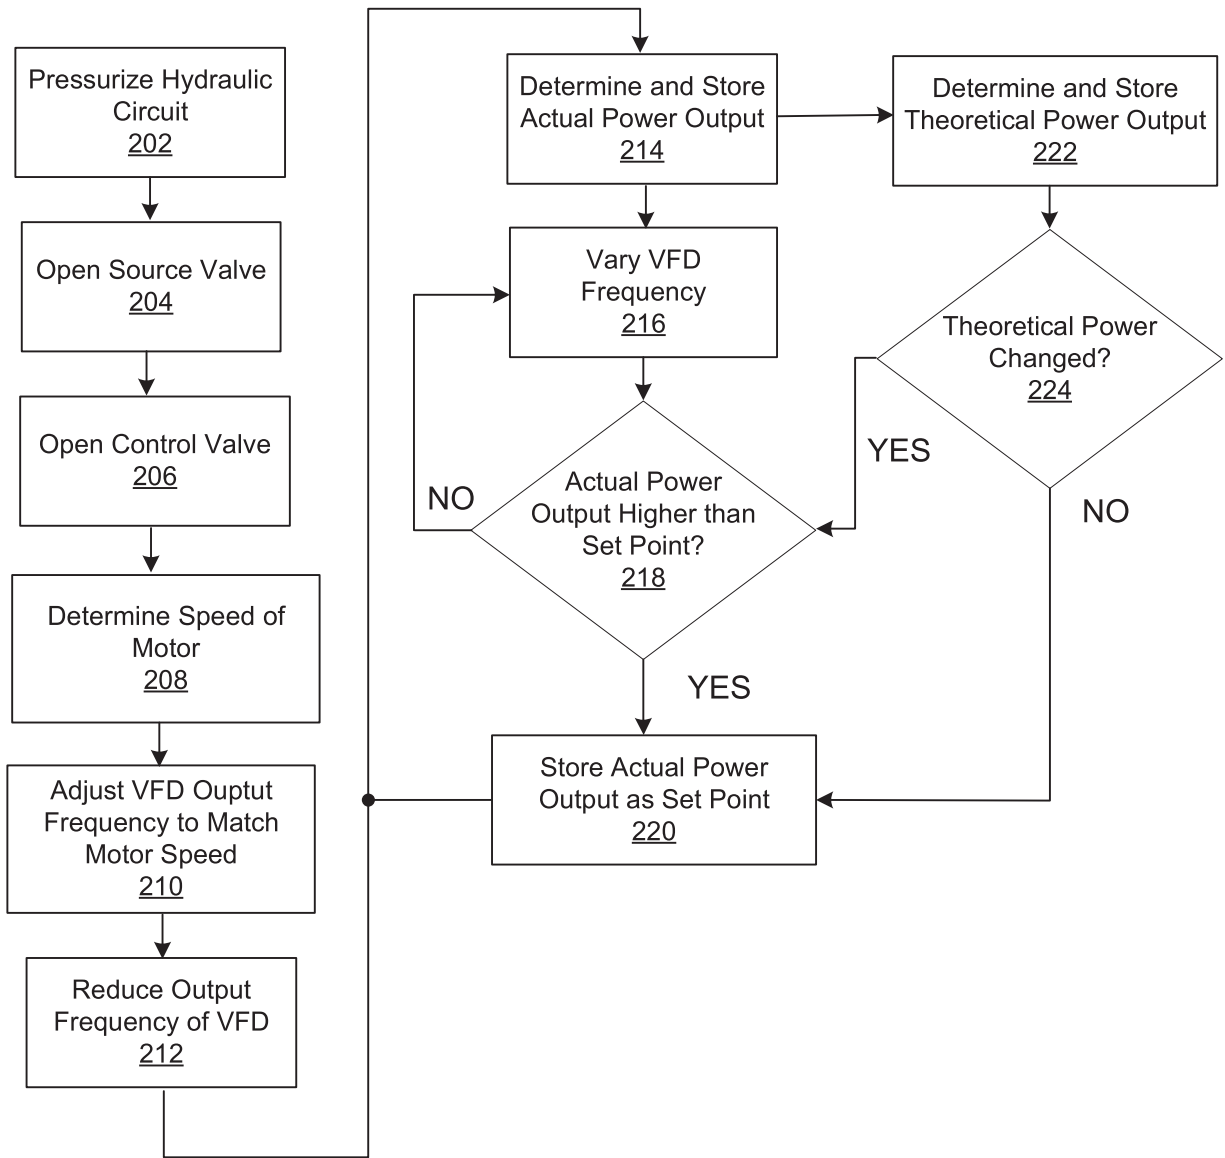 Pressurize Hydraulic
Circuit
202
Open Source Valve
204
Open Control Valve
206
Determine Speed of
Motor
208
Adjust VFD Ouptut
Frequency to Match
Motor Speed
210
Reduce Output
Frequency of VFD
212
Determine and Store
Actual Power Output
214
Vary VFD
Frequency
216
NO
Actual Power
Output Higher than
Set Point?
218
YES
Store Actual Power
Output as Set Point
220
Determine and Store
Theoretical Power Output
222
Theoretical Power
Changed?
224
YES
NO